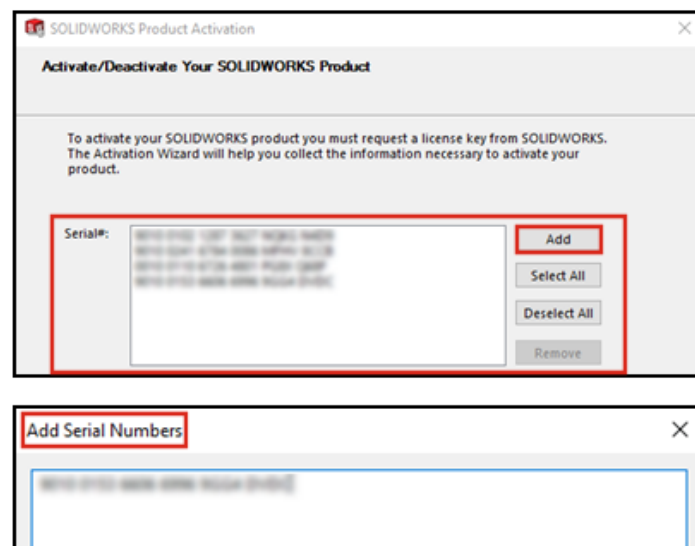 SOLIDWORKS Product Activation
Activate/Deactivate Your SOLIDWORKS Product
To activate your SOLIDWORKS product you must request a license key from SOLIDWORKS.
The Activation Wizard will help you collect the information necessary to activate your
product.
Serial#:
Add
Select All
Deselect All
Remove
Add Serial Numbers